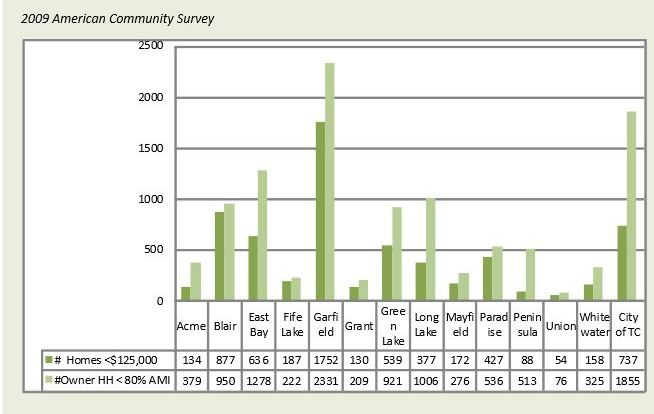 2009 American Community Survey
2500
2000
1500
1000
500
0
Acme Blair East Bay Fife Lake Garfi eld Grant Gree n Lake Long Lake Mayfi eld Parad ise Penin sula Union White water City of TC
# Homes <$125,000 134 877 636 187 1752 130 539 377 172 427 88 54 158 737
#Owner HH < 80% AMI 379 950 1278 222 2331 209 921 1006 276 536 513 76 325 1855